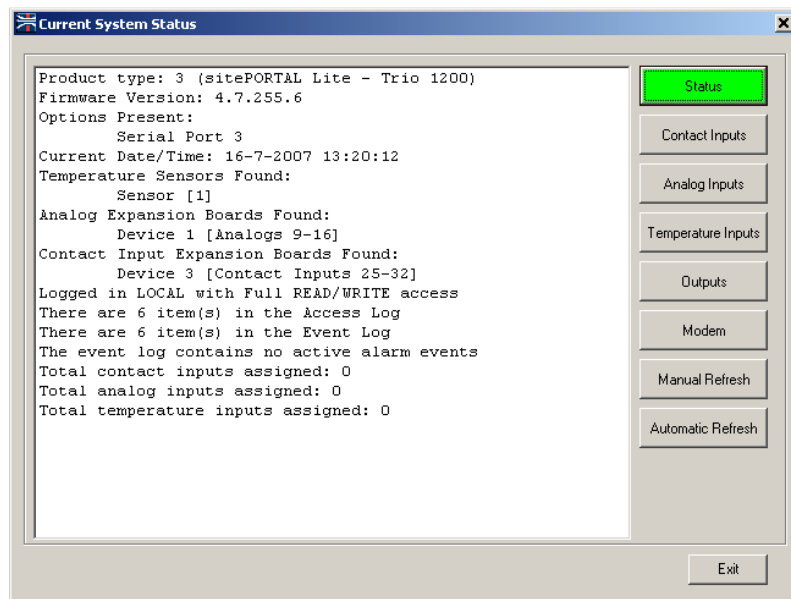 Current System Status
Product type: 3 (sitePORTAL Lite - Trio 1200)
Firmware Version: 4.7.255.6
Options Present:
Serial Port 3
Current Date/Time: 16-7-2007 13:20:12
Temperature Sensors Found:
Sensor [1]
Analog Expansion Boards Found:
Device 1 [Analogs 9-16]
Contact Input Expansion Boards Found:
Device 3 [Contact Inputs 25-32]
Logged in LOCAL with Full READ/WRITE access
There are 6 item(s) in the Access Log
There are 6 item(s) in the Event Log
The event log contains no active alarm events
Total contact inputs assigned: 0
Total analog inputs assigned: 0
Total temperature inputs assigned: 0
Status
Contact Inputs
Analog Inputs
Temperature Inputs
Outputs
Modem
Manual Refresh
Automatic Refresh
Exit